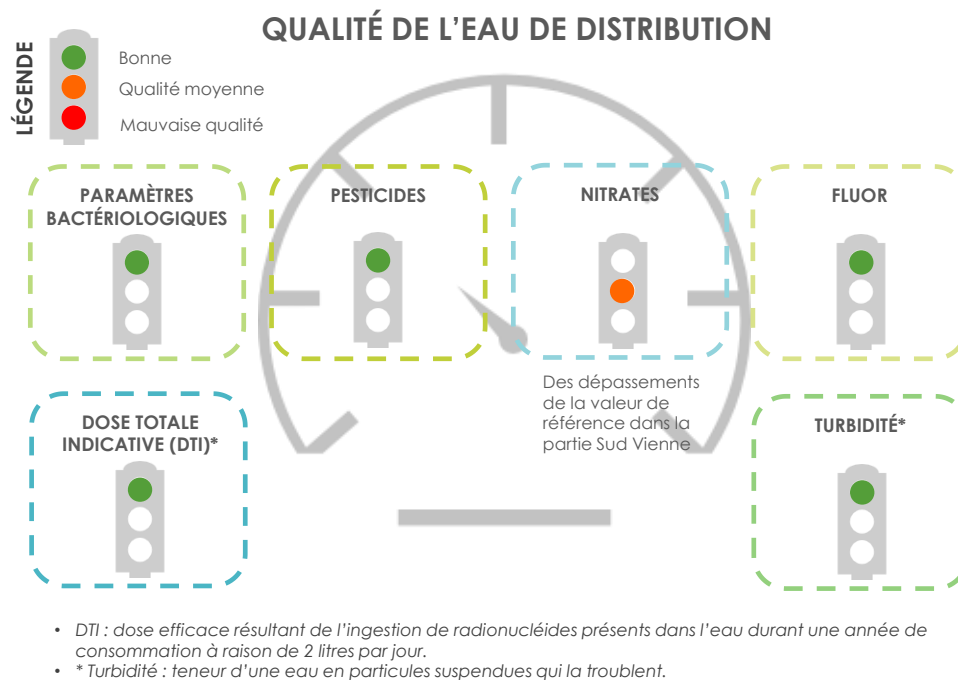 QUALITÉ DE L'EAU DE DISTRIBUTION
LÉGENDE
Bonne
Qualité moyenne
Mauvaise qualité
PARAMÈTRES
BACTÉRIOLOGIQUES
PESTICIDES
NITRATES
FLUOR
Des dépassements
de la valeur de
référence dans la
partie Sud Vienne
DOSE TOTALE
INDICATIVE (DTI)*
TURBIDITÉ*
• DTI : dose efficace résultant de l'ingestion de radionucléides présents dans l'eau durant une année de
consommation à raison de 2 litres par jour.
• * Turbidité : teneur d'une eau en particules suspendues qui la troublent.